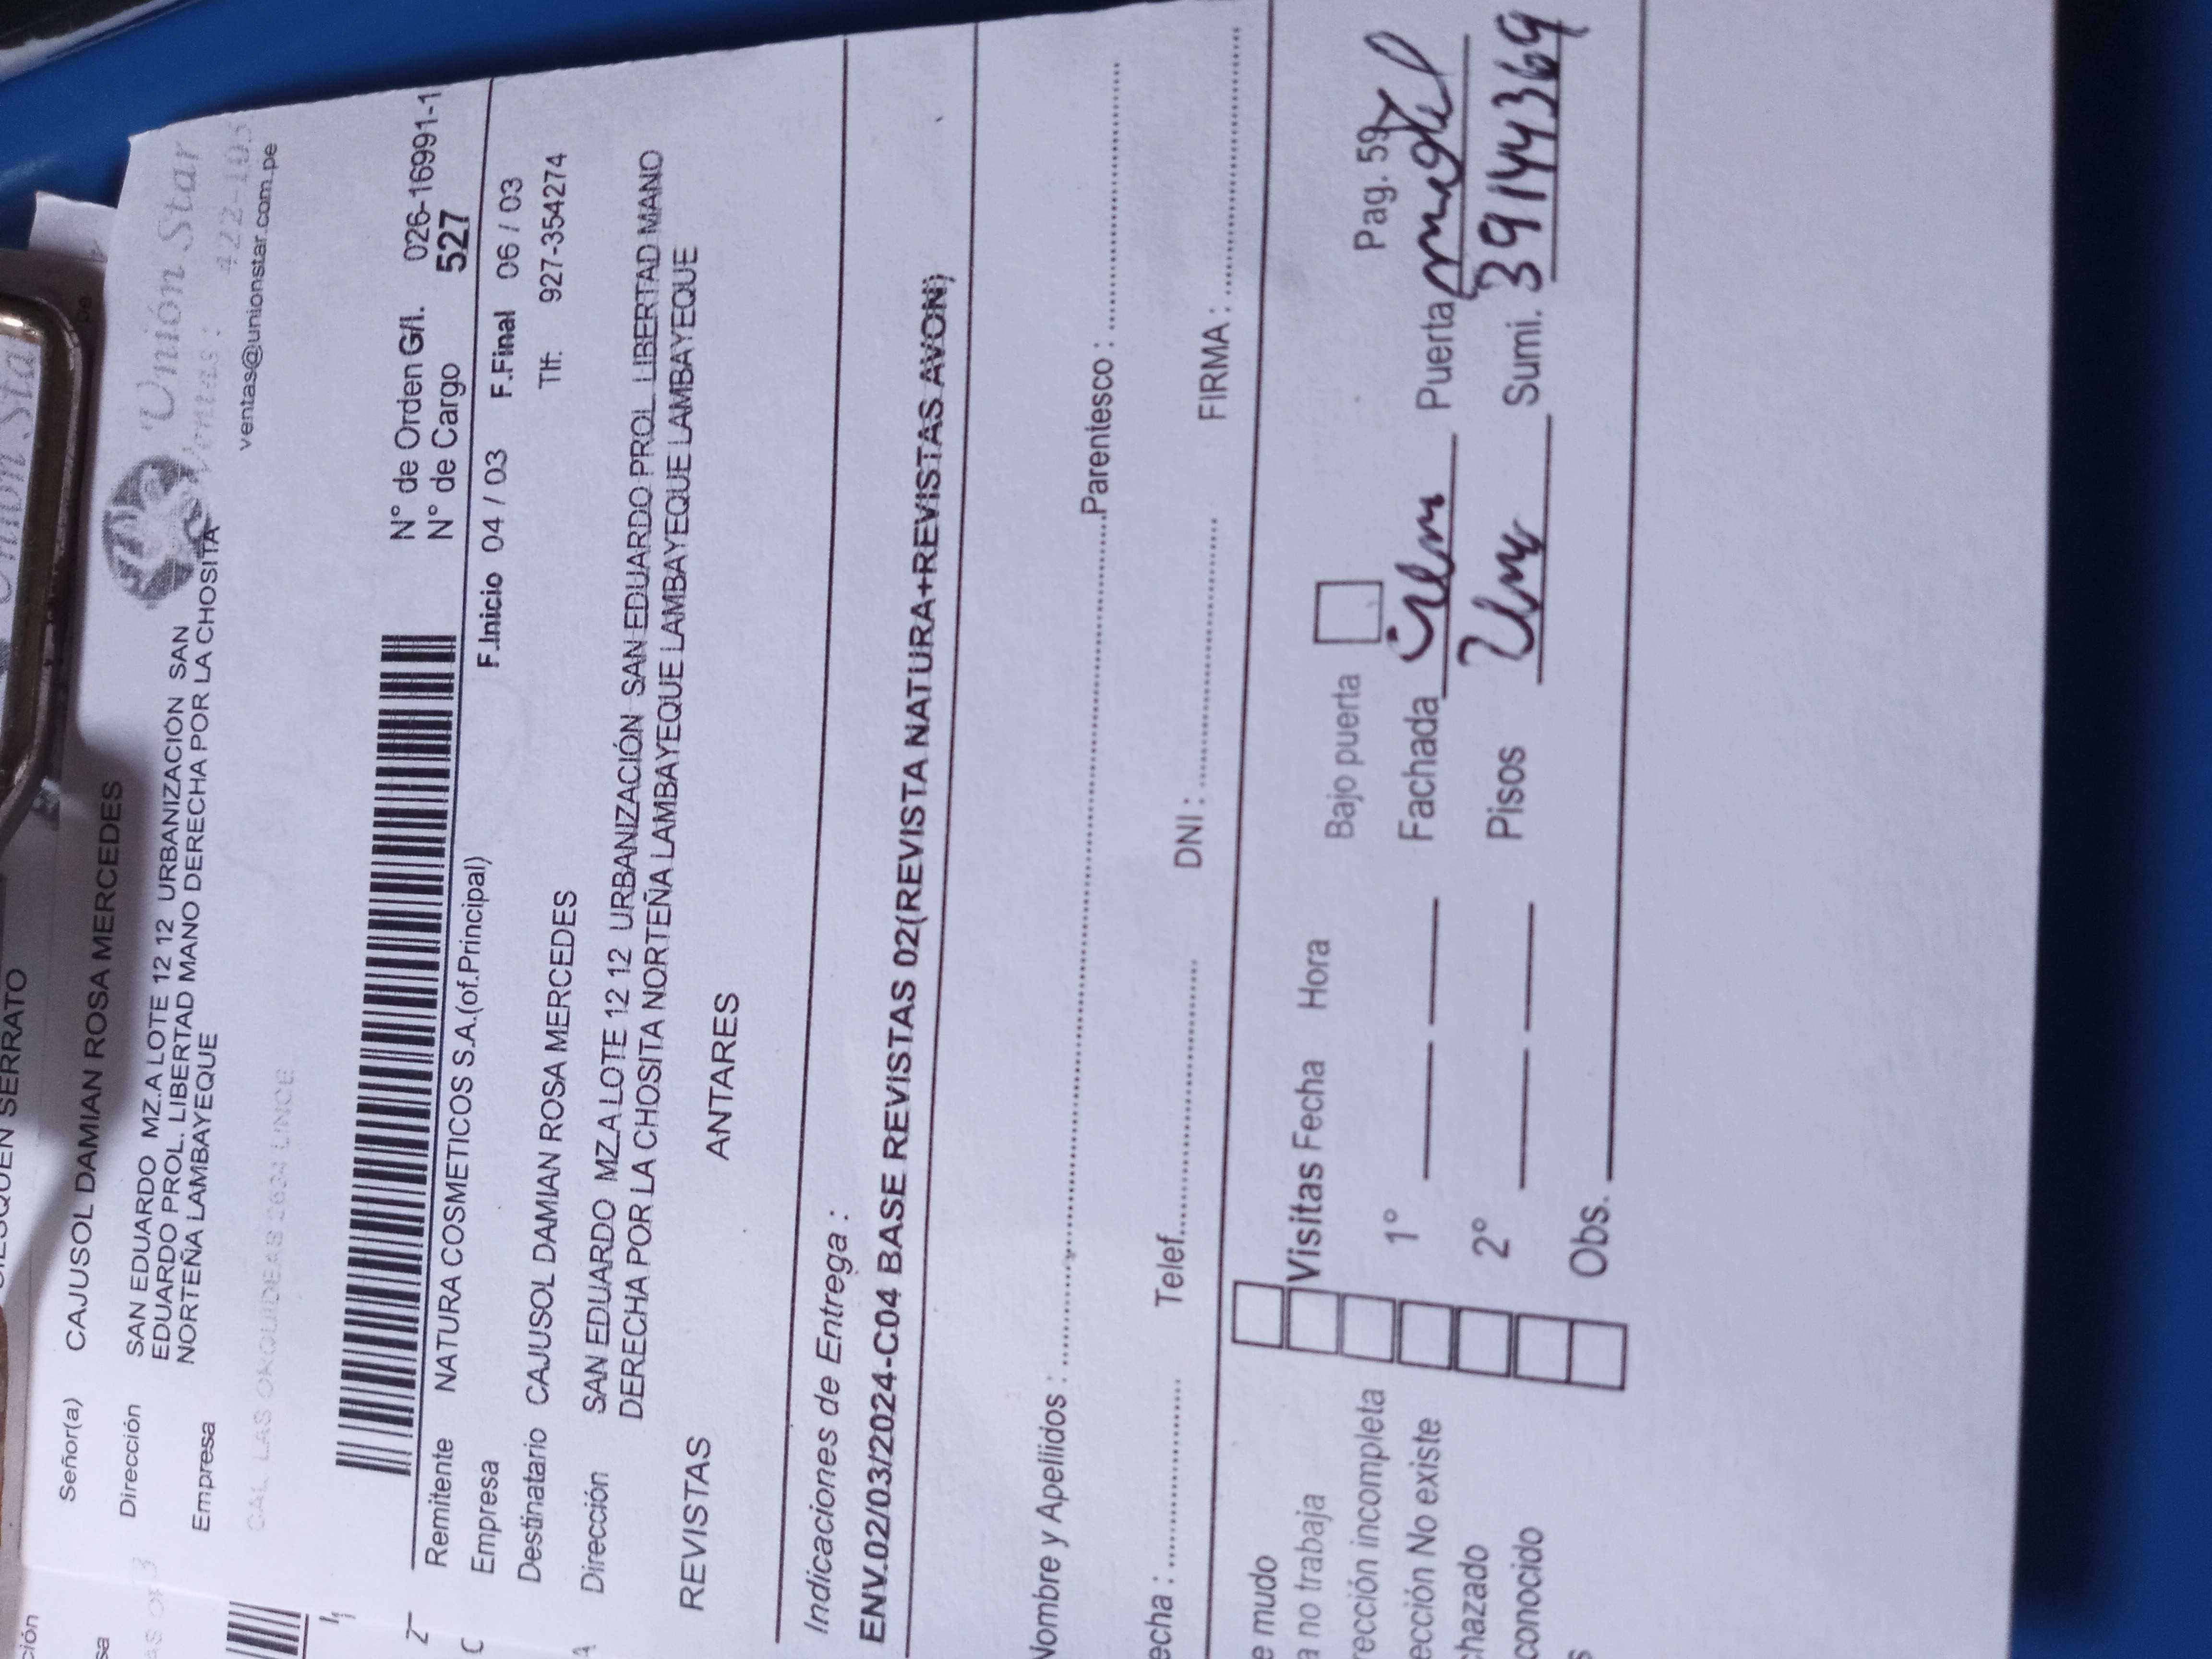 SERRATO
Señor(a) CAJUSOL DAMIAN ROSA MERCEDES
Dirección SAN EDUARDO MZ.A LOTE 12 12 URBANIZACIÓN SAN
EDUARDO PROL. LIBERTAD MANO DERECHA POR LA CHOSITA
Empresa NORTEÑA LAMBAYEQUE
Unión Star
Ventas:
ventas@unionstar.com.pe
N° de Orden G/I. 026-16991-1
N° de Cargo 527
Remitente NATURA COSMETICOS S.A.(of.Principal)
F.Inicio 04 / 03 F.Final 06 / 03
Empresa
Tlf: 927-354274
Destinatario CAJUSOL DAMIAN ROSA MERCEDES
Dirección SAN EDUARDO MZ.A LOTE 12 12 URBANIZACIÓN SAN EDUARDO PROL. LIBERTAD MANO
DERECHA POR LA CHOSITA NORTEÑA LAMBAYEQUE LAMBAYEQUE LAMBAYEQUE
REVISTAS ANTARES
Indicaciones de Entrega :
ENV.02/03/2024-C04 BASE REVISTAS 02(REVISTA NATURA+REVISTAS AVON)
Nombre y Apellidos : Parentesco :
echa : Telef. DNI : FIRMA :
e mudo
a no trabaja Visitas Fecha Hora Bajo puerta Pag. 59
rección incompleta
ección No existe 1° Fachada Puerta
chazado
conocido 2° Pisos Sumi. 39144369
Obs.